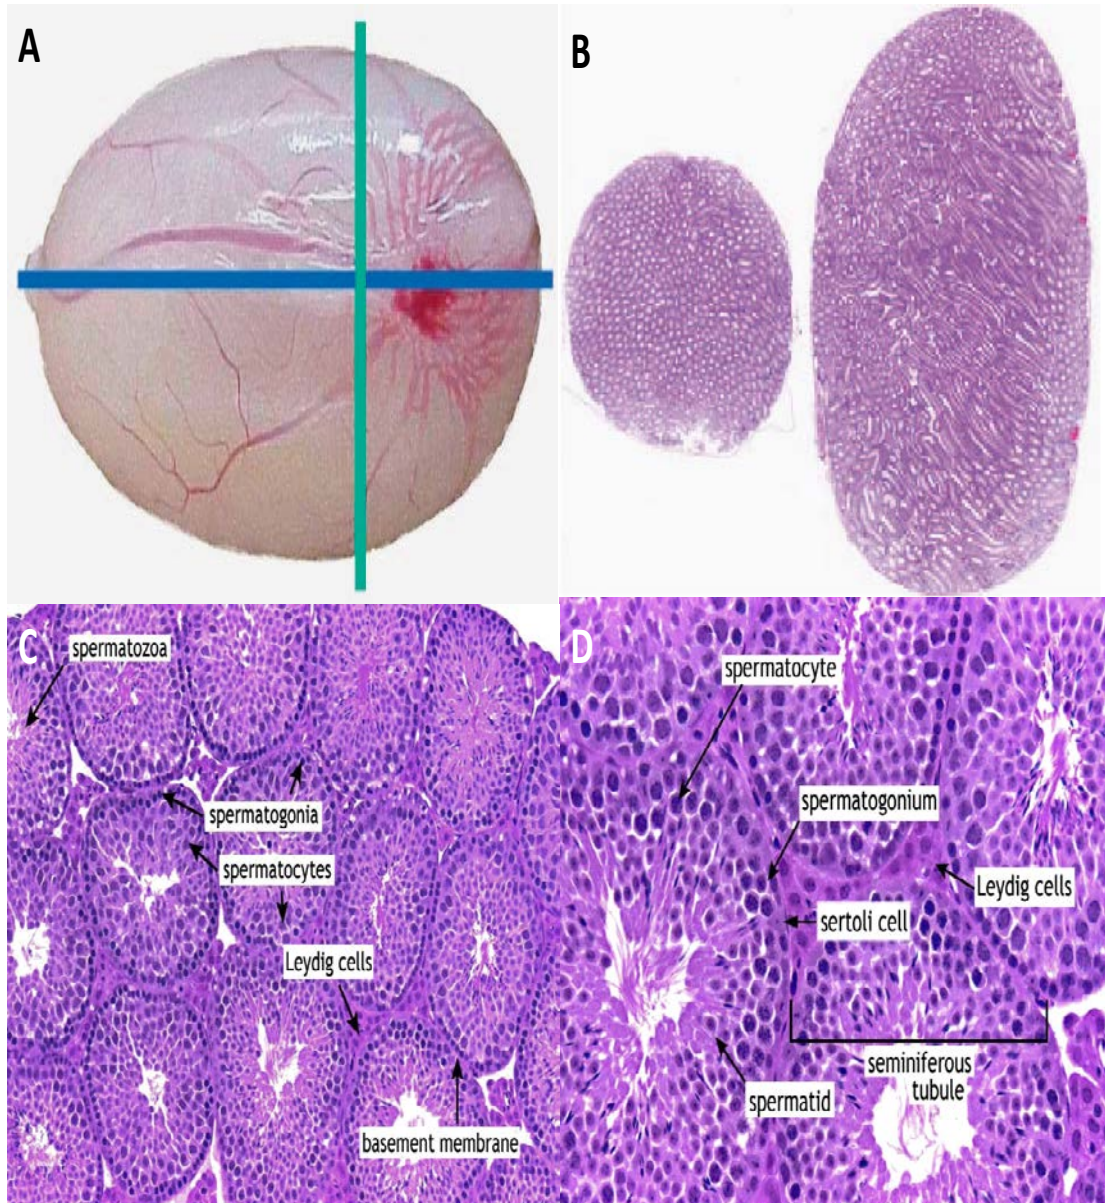 A
B
C
spermatozoa
spermatogonia
spermatocytes
Leydig cells
basement membrane
D
spermatocyte
spermatogonium
Leydig cells
sertoli cell
seminiferous
tubule
spermatid